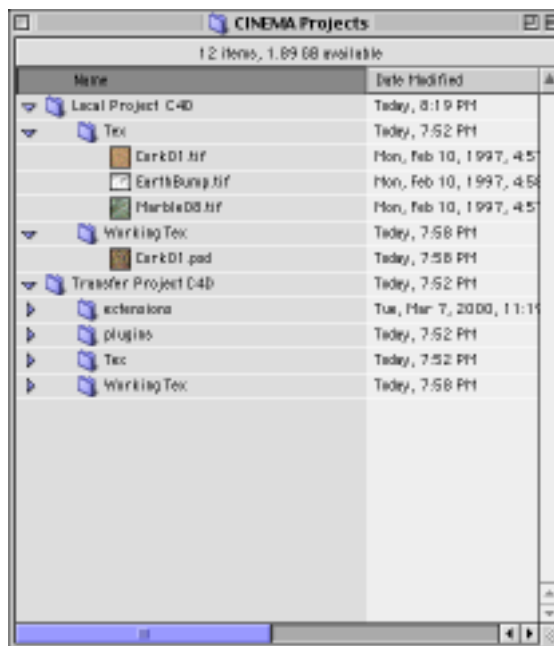 CINEMA Projects
12 items, 1.89 GB available
Name Date Modified
Local Project C4D Today, 8:19 PM
Tex Today, 7:52 PM
Cork01.tif Mon, Feb 10, 1997, 4:57
EarthBump.tif Mon, Feb 10, 1997, 4:56
Marble08.tif Mon, Feb 10, 1997, 4:57
Working Tex Today, 7:58 PM
Cork01.psd Today, 7:58 PM
Transfer Project C4D Today, 7:52 PM
extensions Tue, Mar 7, 2000, 11:19
plugins Today, 7:52 PM
Tex Today, 7:52 PM
Working Tex Today, 7:58 PM